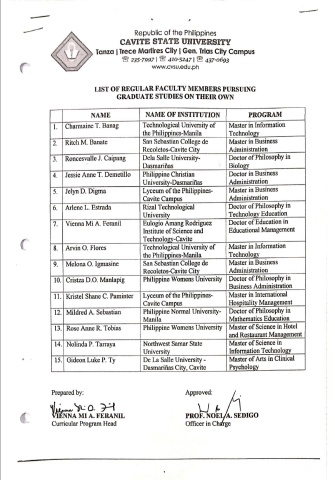 Republic of the Philippines
CAVITE STATE UNIVERSITY
Tanza | Trece Martires City | Gen. Trias City Campus
☏ 235-7997 | ☏ 410-5247 | ☏ 437-0693
www.cvsu.edu.ph
LIST OF REGULAR FACULTY MEMBERS PURSUING
GRADUATE STUDIES ON THEIR OWN
NAME NAME OF INSTITUTION PROGRAM
1. Charmaine T. Banag Technological University of the Philippines-Manila Master in Information Technology
2. Ritch M. Banate San Sebastian College de Recoletos-Cavite City Master in Business Administration
3. Roncesvalle J. Caipang Dela Salle University-Dasmariñas Doctor of Philosophy in Biology
4. Jessie Anne T. Demetillo Philippine Christian University-Dasmariñas Doctor in Business Administration
5. Jelyn D. Digma Lyceum of the Philippines-Cavite Campus Master in Business Administration
6. Arlene L. Estrada Rizal Technological University Doctor of Philosophy in Technology Education
7. Vienna Mi A. Feranil Eulogio Amang Rodriguez Institute of Science and Technology-Cavite Doctor of Education in Educational Management
8. Arvin O. Flores Technological University of the Philippines-Manila Master in Information Technology
9. Melona O. Igmasine San Sebastian College de Recoletos-Cavite City Master in Business Administration
10. Cristza D.O. Manlapig Philippine Womens University Doctor of Philosophy in Business Administration
11. Kristel Shane C. Paminter Lyceum of the Philippines-Cavite Campus Master in International Hospitality Management
12. Mildred A. Sebastian Philippine Normal University-Manila Doctor of Philosophy in Mathematics Education
13. Rose Anne R. Tobias Philippine Womens University Master of Science in Hotel and Restaurant Management
14. Nolinda P. Tarraya Northwest Samar State University Master of Science in Information Technology
15. Gideon Luke P. Ty De La Salle University - Dasmariñas City, Cavite Master of Arts in Clinical Psychology
Prepared by: Approved:
VIENNA MI A. FERANIL PROF. NOEL A. SEDIGO
Curricular Program Head Officer in Charge